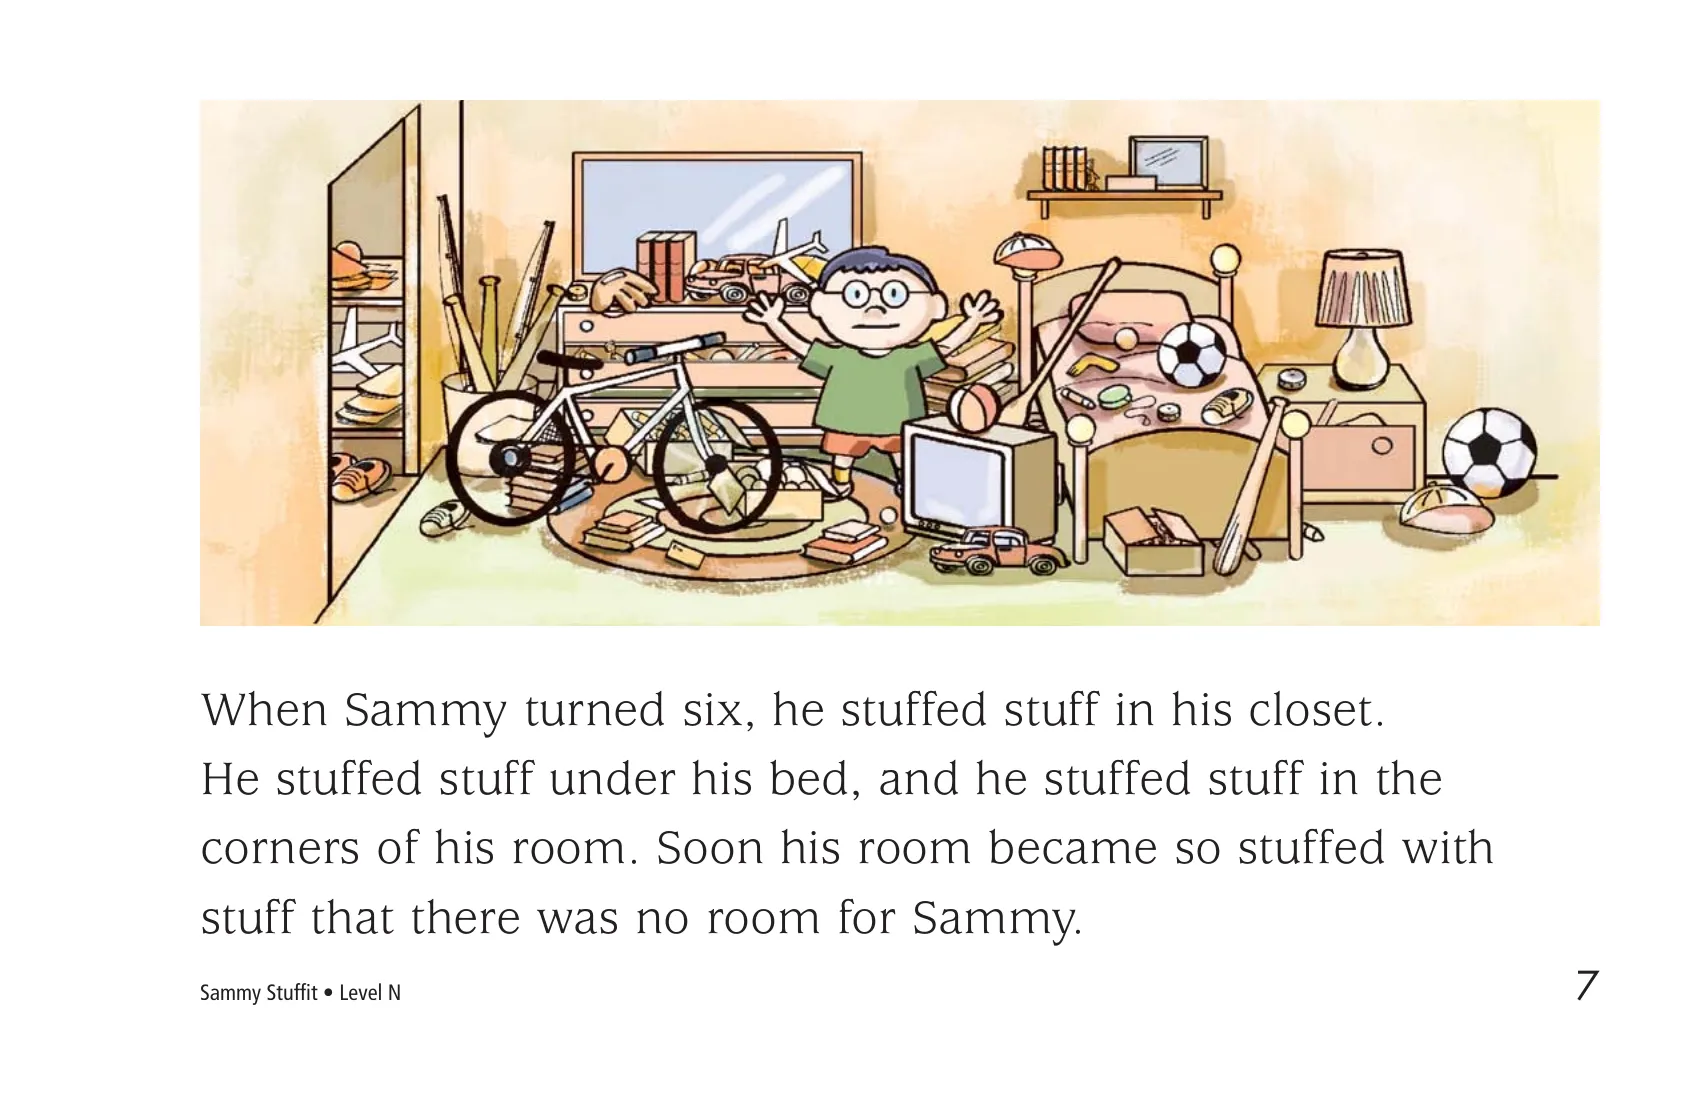 When Sammy turned six, he stuffed stuff in his closet.
He stuffed stuff under his bed, and he stuffed stuff in the
corners of his room. Soon his room became so stuffed with
stuff that there was no room for Sammy.
Sammy Stuffit • Level N
7